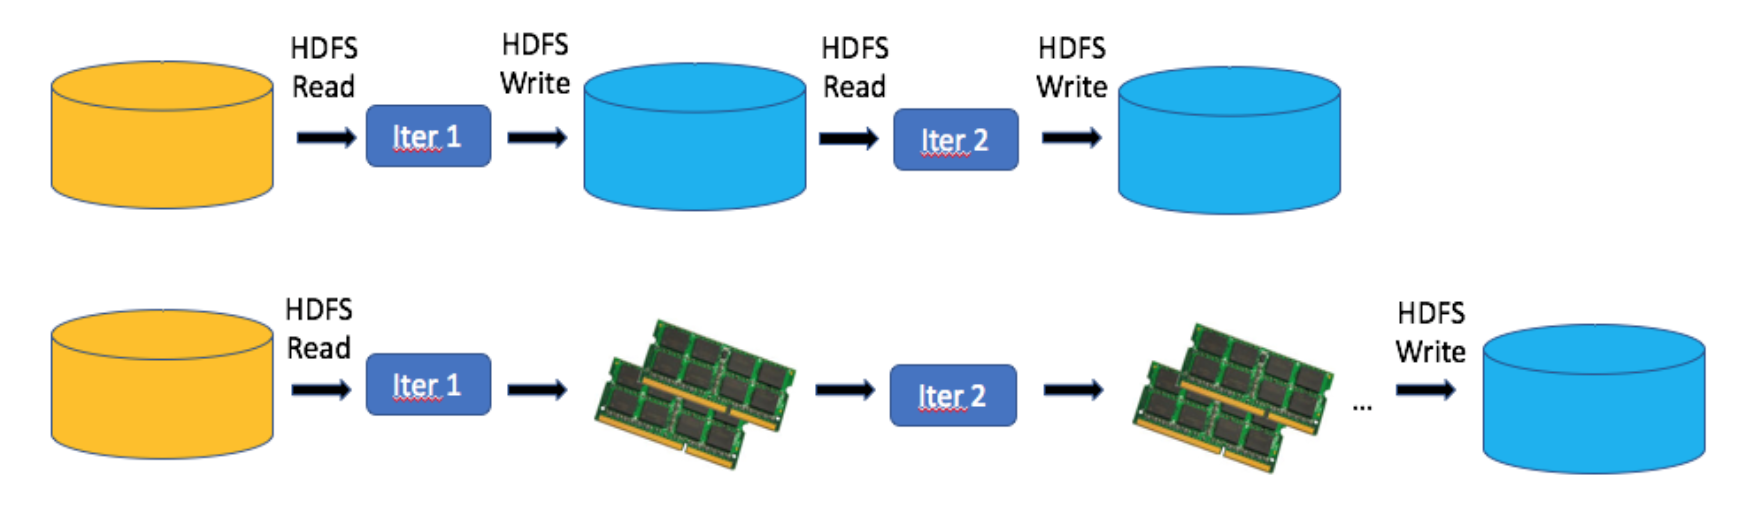 HDFS
Read
HDFS
Write
HDFS
Read
HDFS
Write
Iter 1
Iter 2
HDFS
Read
HDFS
Write
Iter 1
Iter 2
...